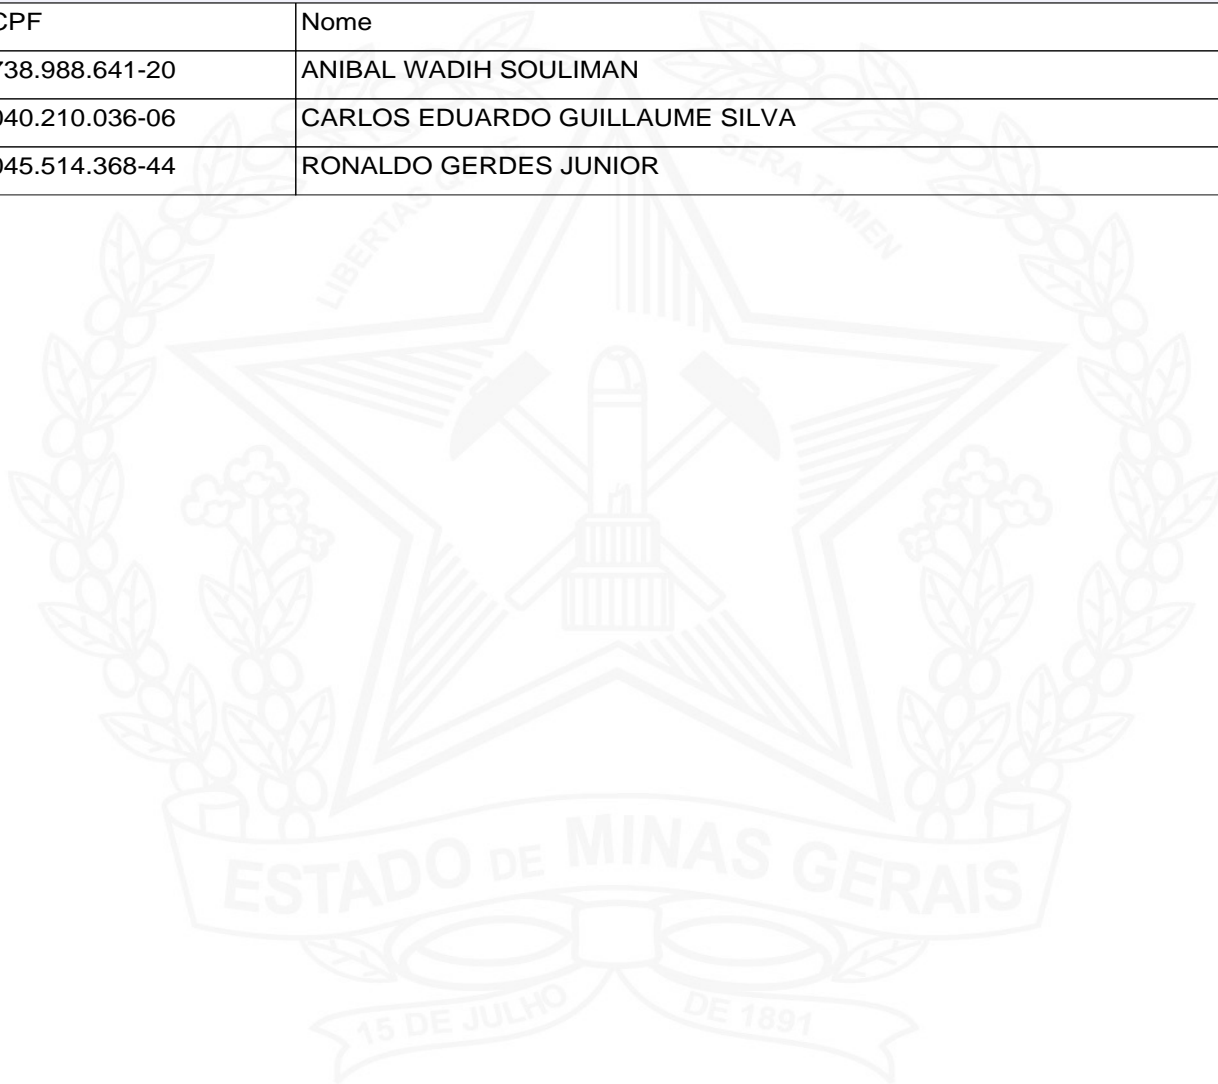 CPF Nome
738.988.641-20 ANIBAL WADIH SOULIMAN
040.210.036-06 CARLOS EDUARDO GUILLAUME SILVA
045.514.368-44 RONALDO GERDES JUNIOR
LIBERTAS QUÆ SERA TAMEN
ESTADO DE MINAS GERAIS
15 DE JULHO DE 1891